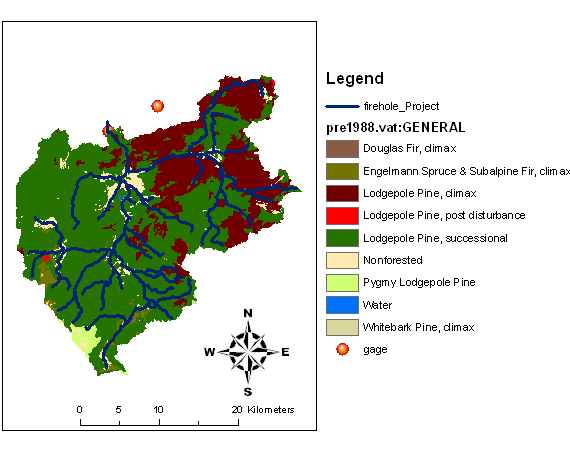 Legend
firehole_Project
pre1988.vat:GENERAL
Douglas Fir, climax
Engelmann Spruce & Subalpine Fir, climax
Lodgepole Pine, climax
Lodgepole Pine, post disturbance
Lodgepole Pine, successional
Nonforested
Pygmy Lodgepole Pine
Water
Whitebark Pine, climax
gage
N
W E
S
0 5 10 20 Kilometers